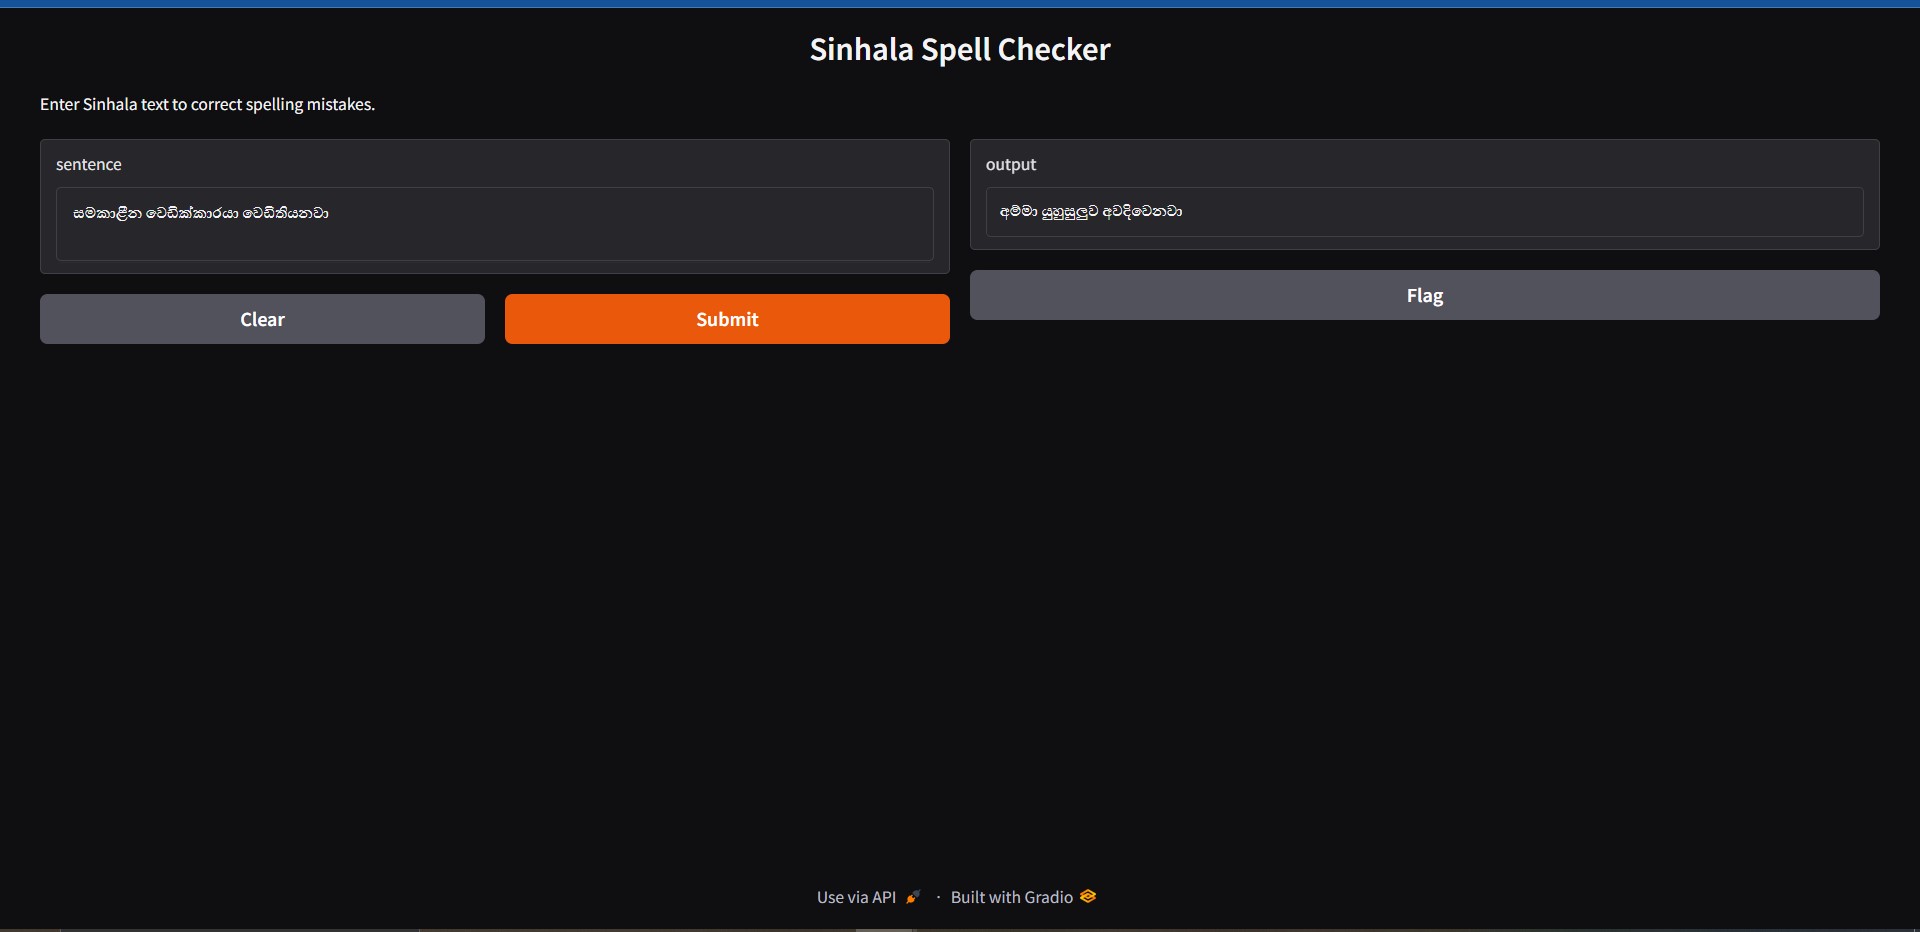 Sinhala Spell Checker
Enter Sinhala text to correct spelling mistakes.
sentence
සමකාළීන වෙඩික්කාරයා වෙඩිතියනවා
Clear
Submit
output
අම්මා යුහුසුලුව අවදිවෙනවා
Flag
Use via API · Built with Gradio